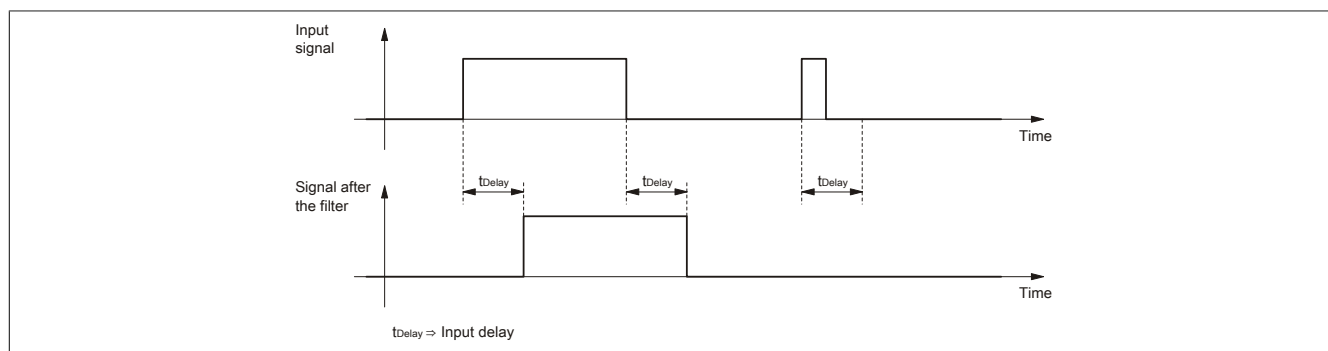 Input
signal
Time
tDelay
tDelay
tDelay
Signal after
the filter
Time
tDelay ⇒ Input delay